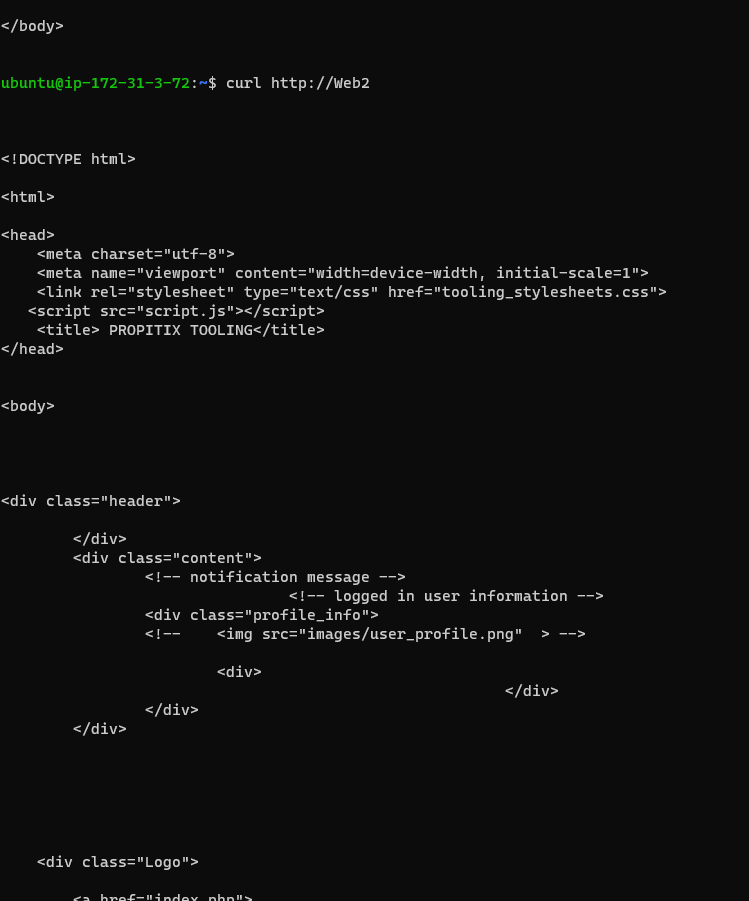 </body>
ubuntu@ip-172-31-3-72:~$ curl http://Web2
<!DOCTYPE html>
<html>
<head>
    <meta charset="utf-8">
    <meta name="viewport" content="width=device-width, initial-scale=1">
    <link rel="stylesheet" type="text/css" href="tooling_stylesheets.css">
   <script src="script.js"></script>
    <title> PROPITIX TOOLING</title>
</head>
<body>
<div class="header">
        </div>
        <div class="content">
                <!-- notification message -->
                                <!-- logged in user information -->
                <div class="profile_info">
                <!--    <img src="images/user_profile.png"  > -->
                        <div>
                                                        </div>
                </div>
        </div>
    <div class="Logo">
        <a href="index.php">